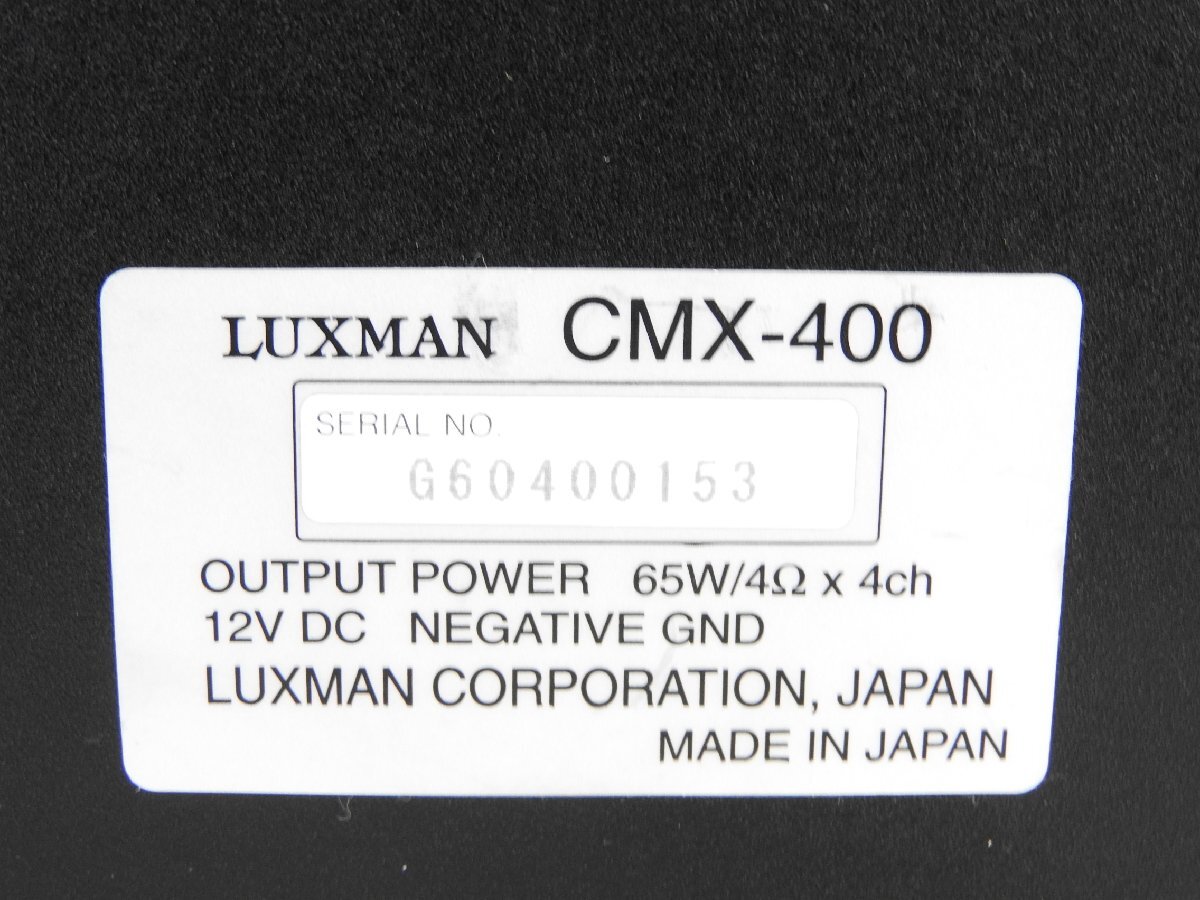 LUXMAN CMX-400
SERIAL NO.
G60400153
OUTPUT POWER 65W/4Ω x 4ch
12V DC NEGATIVE GND
LUXMAN CORPORATION, JAPAN
MADE IN JAPAN